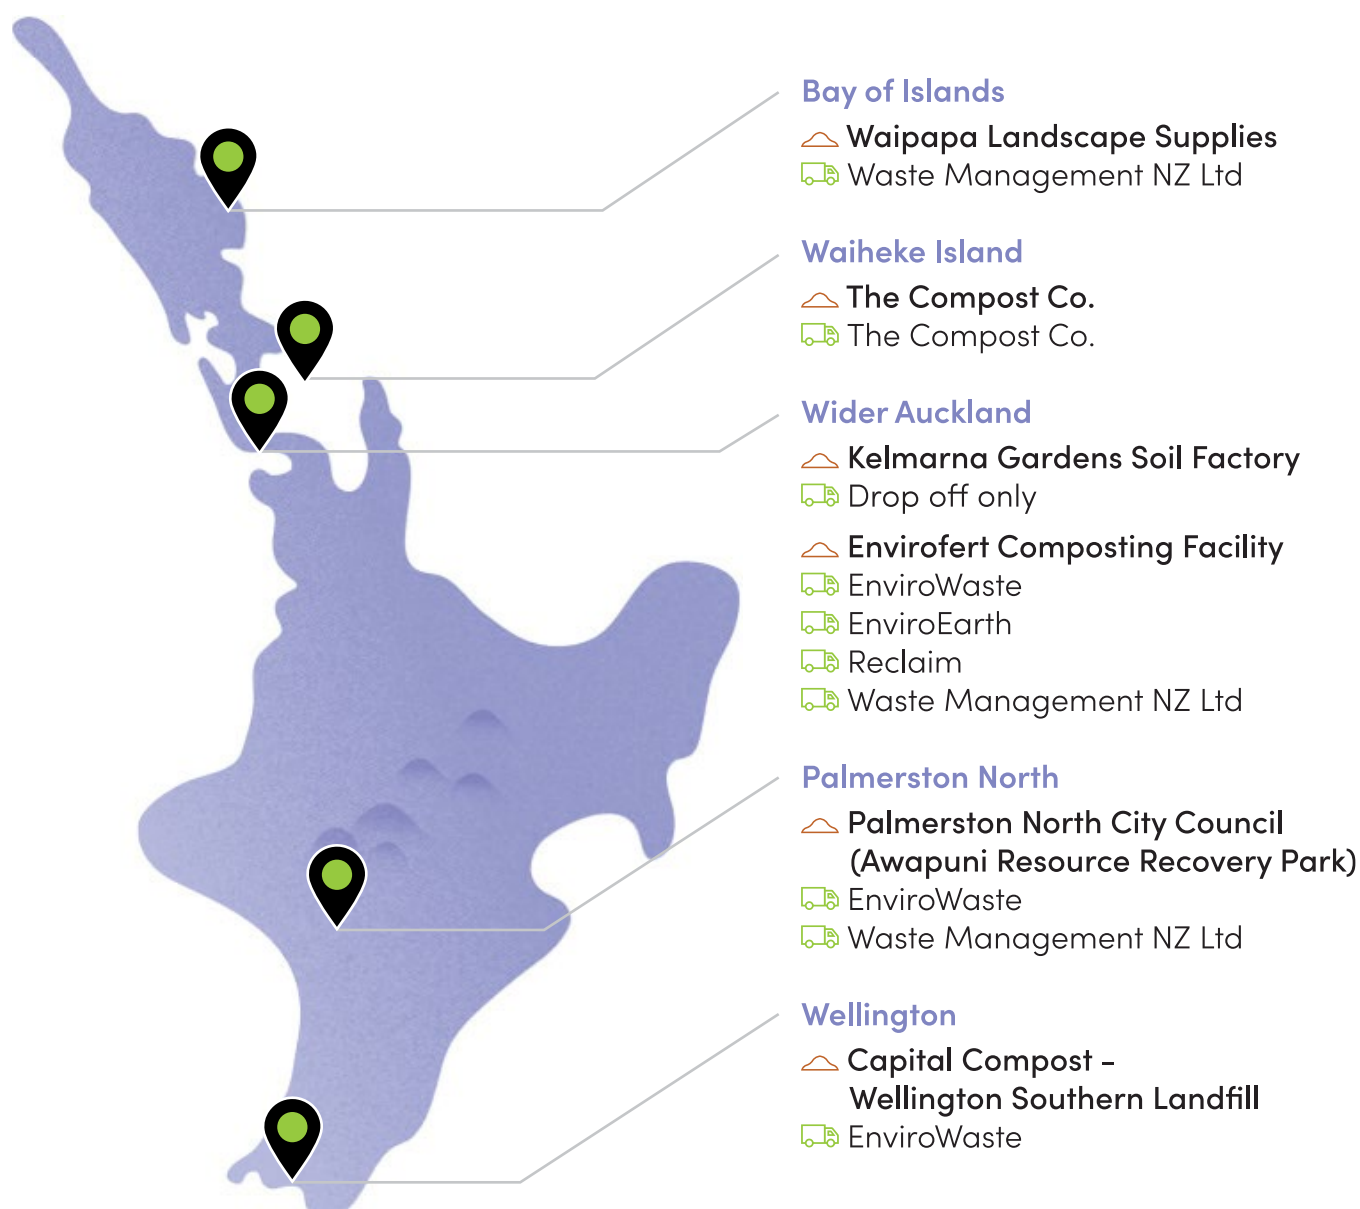 Bay of Islands
Waipapa Landscape Supplies
Waste Management NZ Ltd
Waiheke Island
The Compost Co.
The Compost Co.
Wider Auckland
Kelmarna Gardens Soil Factory
Drop off only
Envirofert Composting Facility
EnviroWaste
EnviroEarth
Reclaim
Waste Management NZ Ltd
Palmerston North
Palmerston North City Council
(Awapuni Resource Recovery Park)
EnviroWaste
Waste Management NZ Ltd
Wellington
Capital Compost –
Wellington Southern Landfill
EnviroWaste